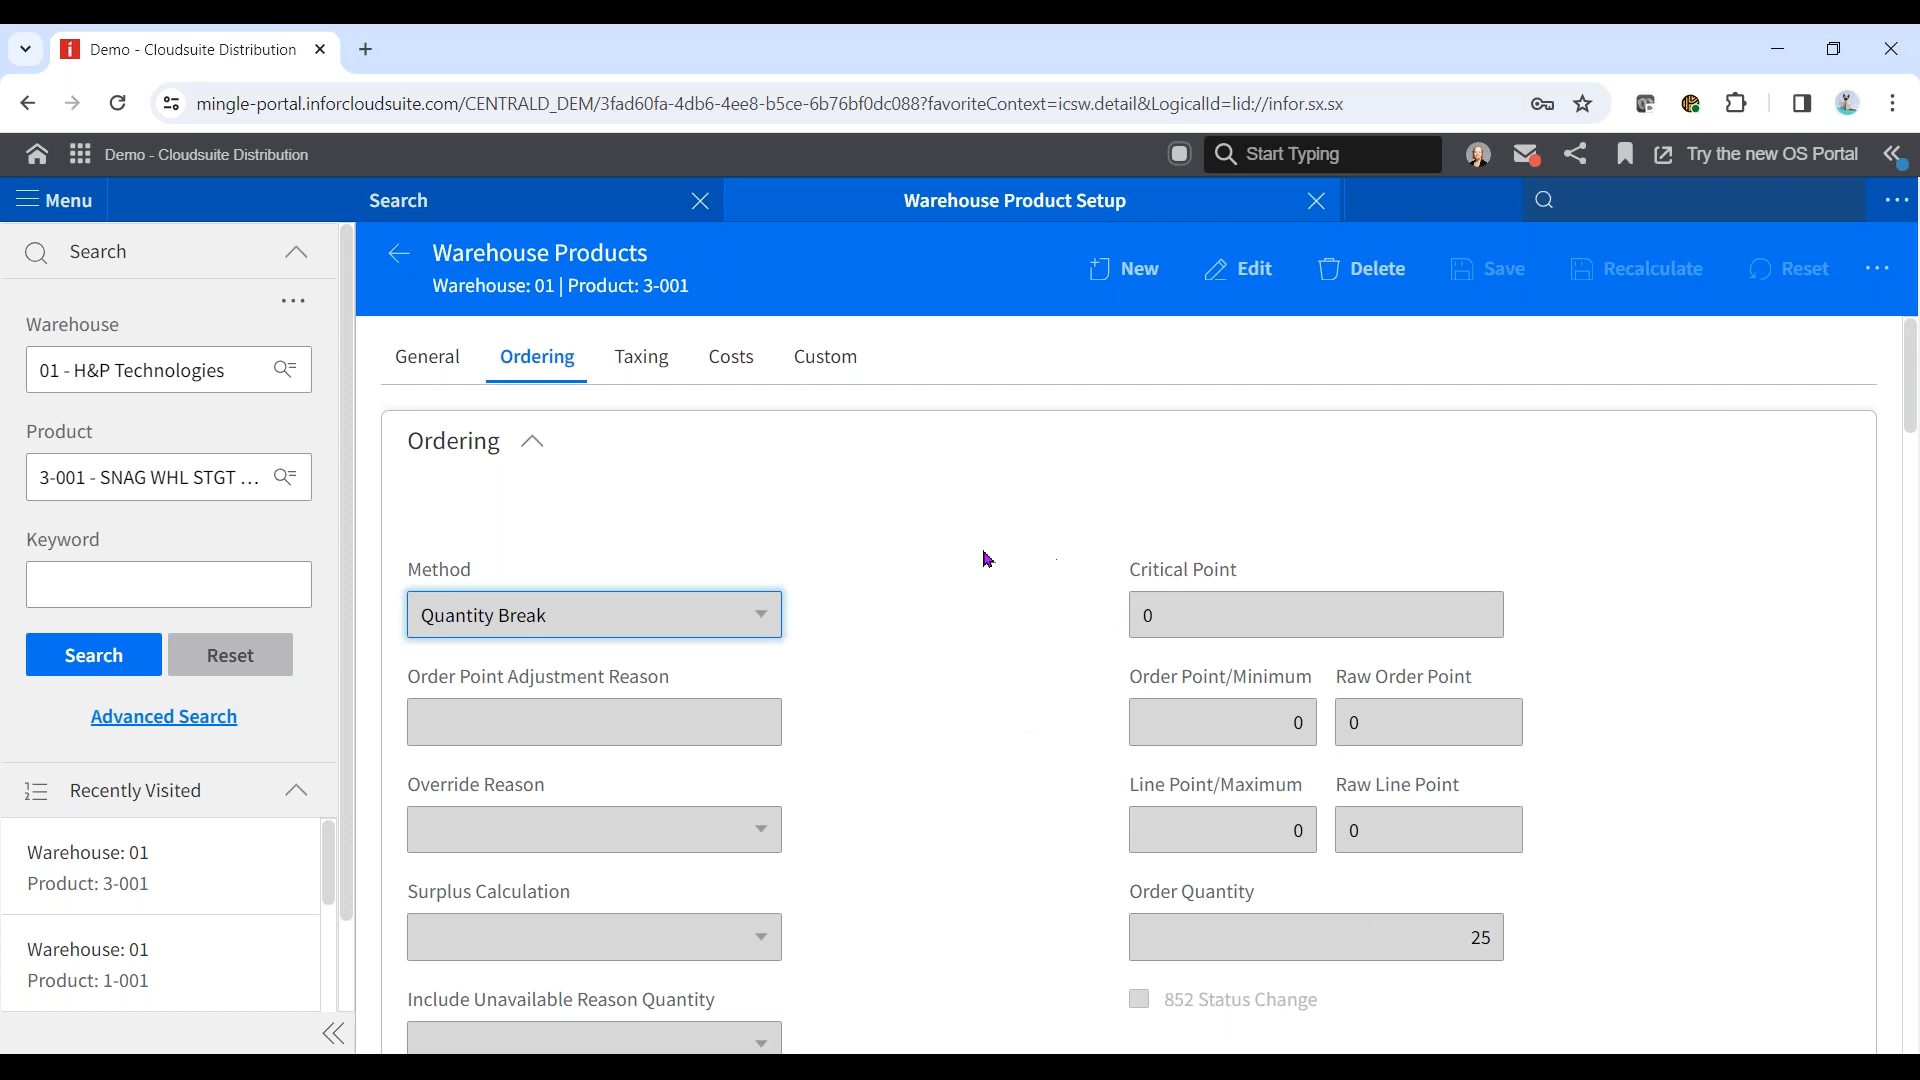 Demo - Cloudsuite Distribution
mingle-portal.inforcloudsuite.com/CENTRALD_DEM/3fad60fa-4db6-4ee8-b5ce-6b76bf0dc088?favoriteContext=icsw.detail&LogicalId=lid://infor.sx.sx
Demo - Cloudsuite Distribution
Start Typing
Try the new OS Portal
Menu
Search
Warehouse Product Setup
Search
Warehouse
01 - H&P Technologies
Product
3-001 - SNAG WHL STGT ...
Keyword
Search
Reset
Advanced Search
Recently Visited
Warehouse: 01
Product: 3-001
Warehouse: 01
Product: 1-001
Warehouse Products
Warehouse: 01 | Product: 3-001
New
Edit
Delete
Save
Recalculate
Reset
General
Ordering
Taxing
Costs
Custom
Ordering
Method
Quantity Break
Order Point Adjustment Reason
Override Reason
Surplus Calculation
Include Unavailable Reason Quantity
Critical Point
0
Order Point/Minimum
Raw Order Point
0
0
Line Point/Maximum
Raw Line Point
0
0
Order Quantity
25
852 Status Change